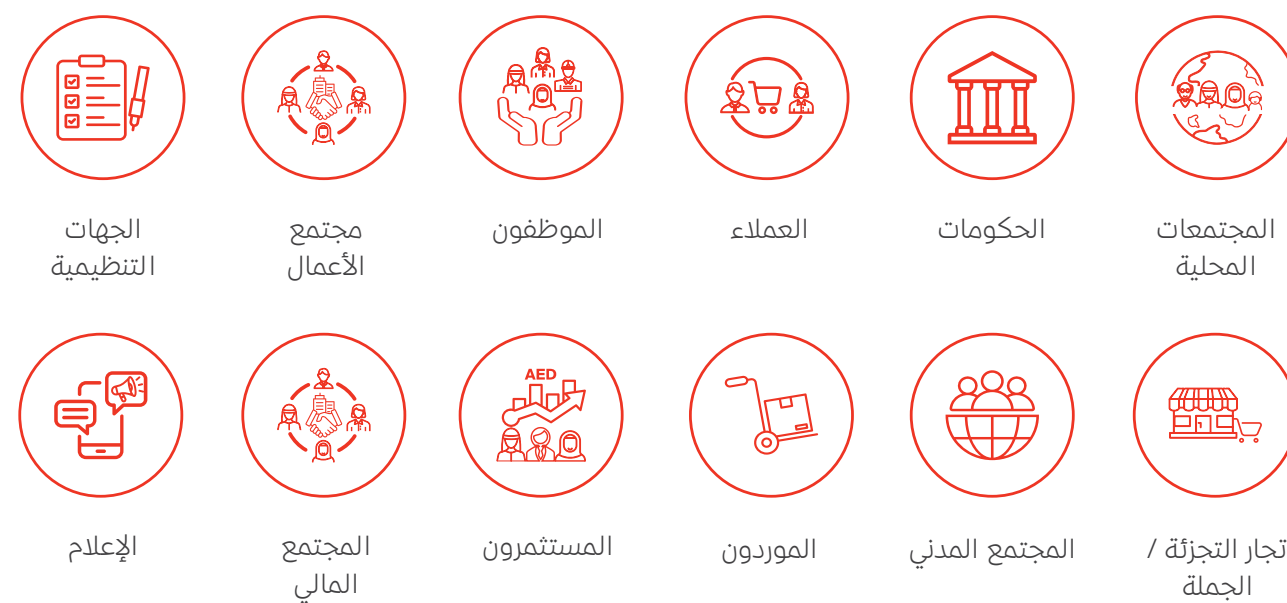 المجتمعات
المحلية
الحكومات
العملاء
الموظفون
مجتمع
الأعمال
الجهات
التنظيمية
تجار التجزئة /
الجملة
المجتمع المدني
الموردون
AED
المستثمرون
المجتمع
المالي
الإعلام